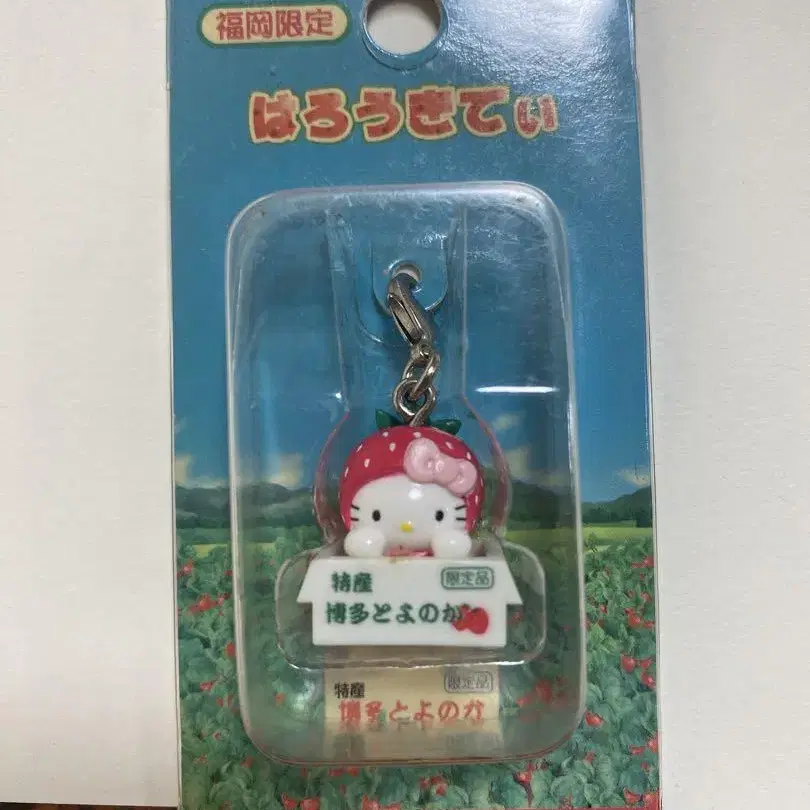 福岡限定
はろうきてぃ
特産
限定品
博多とよのか
特産
限定品
博多とよのか